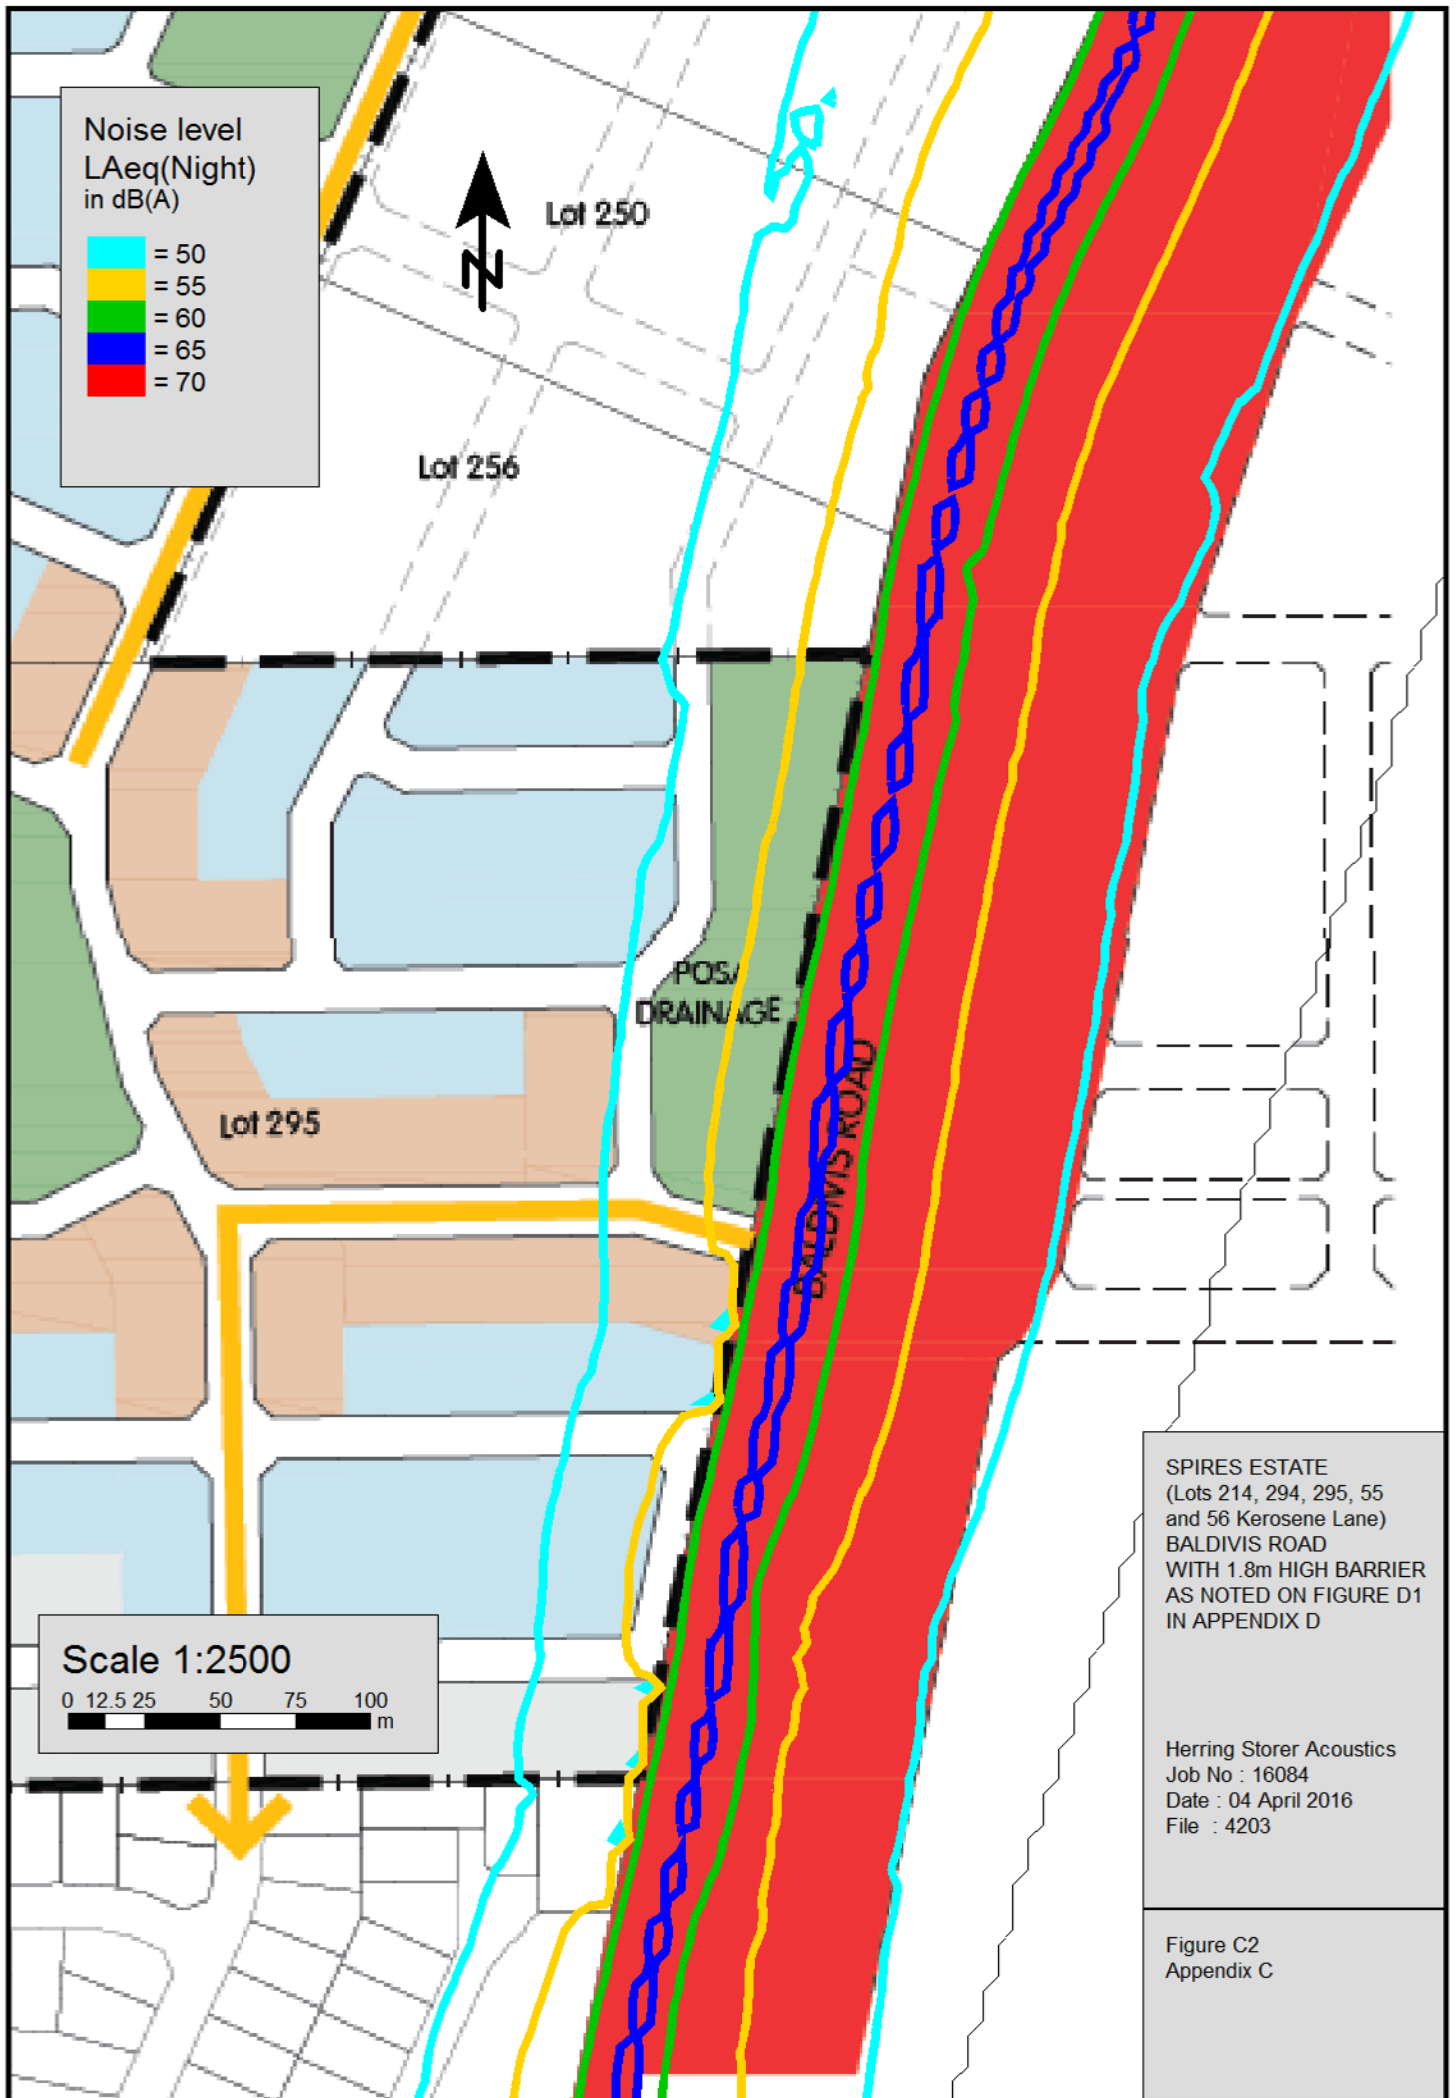 Noise level
LAeq(Night)
in dB(A)
= 50
= 55
= 60
= 65
= 70
N
Lot 250
Lot 256
POS/
DRAINAGE
Lot 295
BALDIVIS ROAD
Scale 1:2500
0 12.5 25 50 75 100
m
SPIRES ESTATE
(Lots 214, 294, 295, 55
and 56 Kerosene Lane)
BALDIVIS ROAD
WITH 1.8m HIGH BARRIER
AS NOTED ON FIGURE D1
IN APPENDIX D
Herring Storer Acoustics
Job No : 16084
Date : 04 April 2016
File : 4203
Figure C2
Appendix C